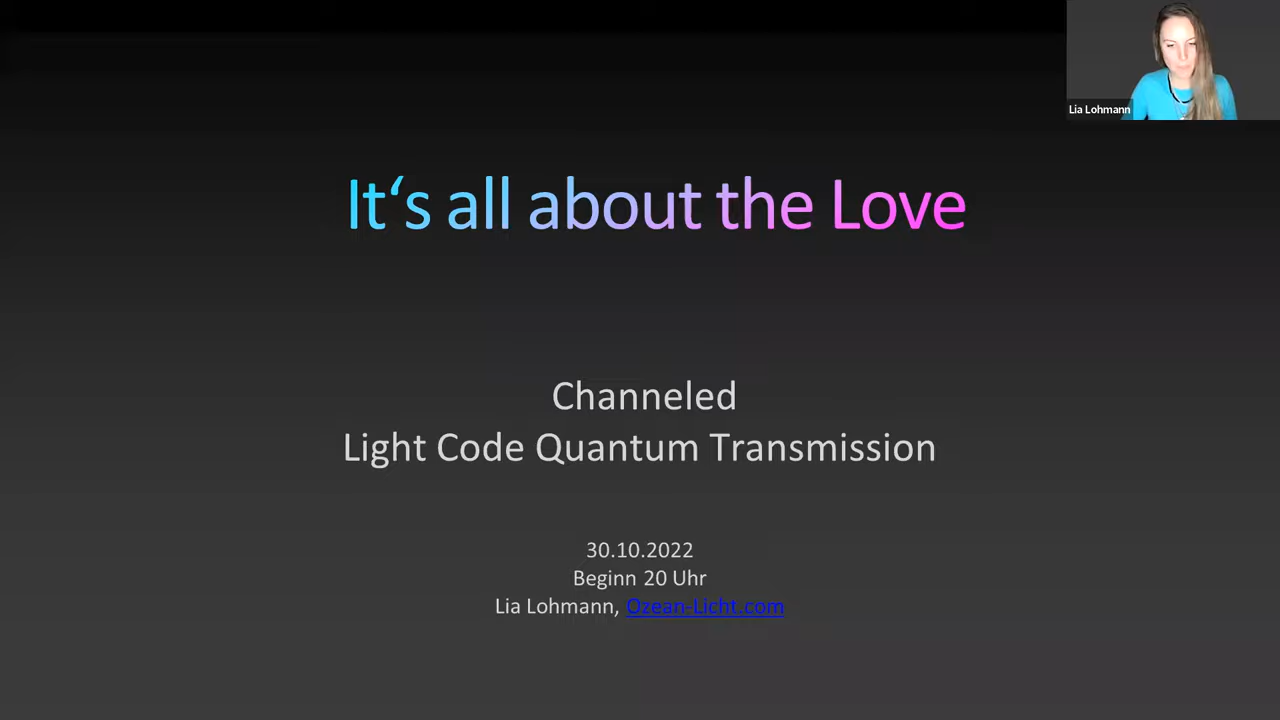 Lia Lohmann
It‘s all about the Love
Channeled
Light Code Quantum Transmission
30.10.2022
Beginn 20 Uhr
Lia Lohmann, Ozean-Licht.com